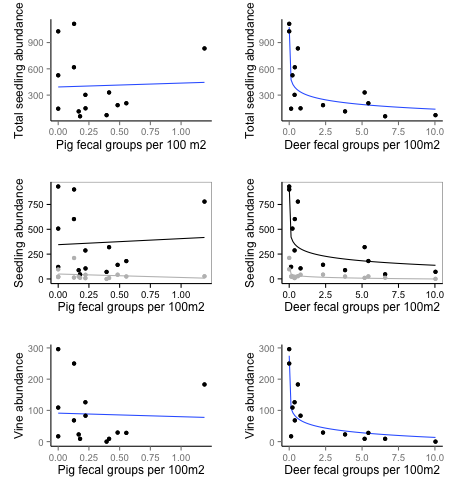 Total seedling abundance
900
600
300
0.00 0.25 0.50 0.75 1.00
Pig fecal groups per 100 m2
Total seedling abundance
900
600
300
0.0 2.5 5.0 7.5 10.0
Deer fecal groups per 100 m2
Seedling abundance
750
500
250
0
0.00 0.25 0.50 0.75 1.00
Pig fecal groups per 100m2
Seedling abundance
750
500
250
0
0.0 2.5 5.0 7.5 10.0
Deer fecal groups per 100m2
Vine abundance
300
200
100
0
0.00 0.25 0.50 0.75 1.00
Pig fecal groups per 100m2
Vine abundance
300
200
100
0
0.0 2.5 5.0 7.5 10.0
Deer fecal groups per 100m2